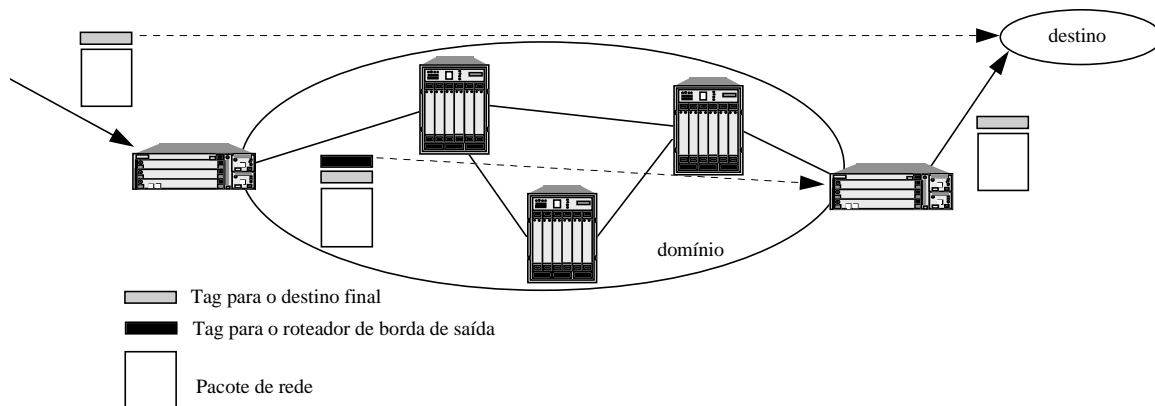 destino
domínio
Tag para o destino final
Tag para o roteador de borda de saída
Pacote de rede